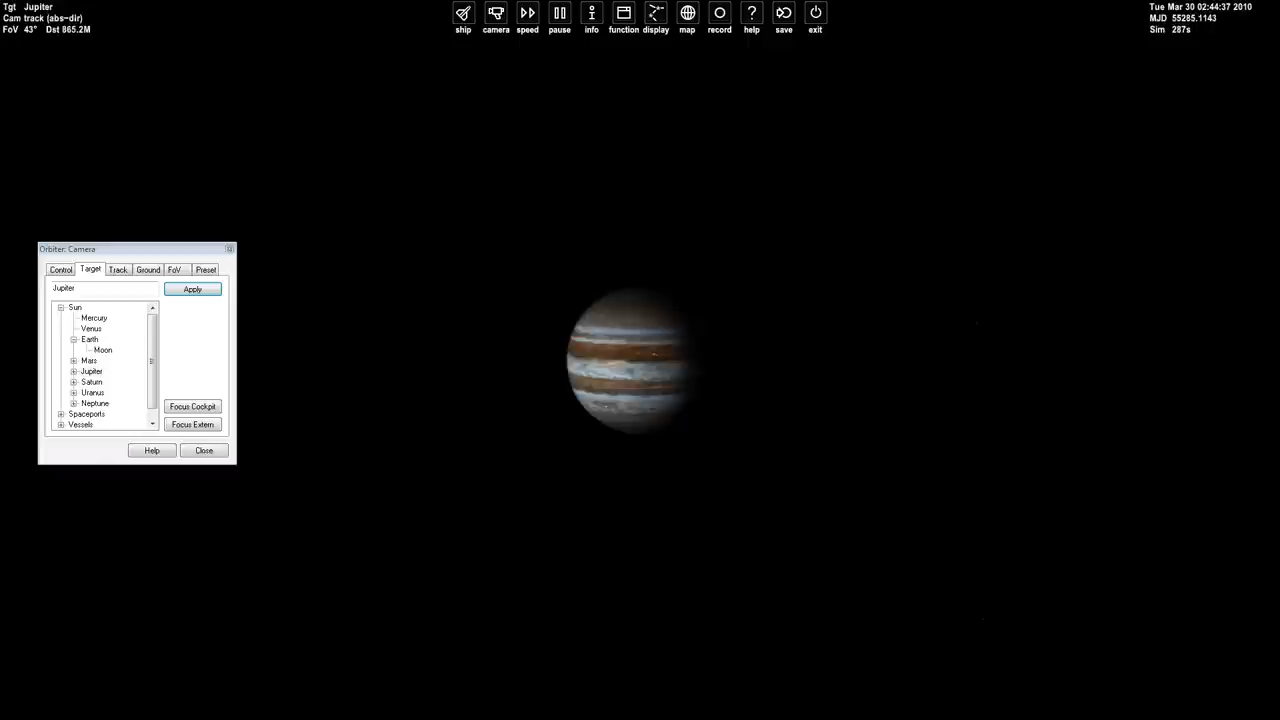 Tgt Jupiter
Cam track (abs-dir)
FoV 43° Dst 865.2M
ship camera speed pause info function display map record help save exit
Tue Mar 30 02:44:37 2010
MJD 55285.1143
Sim 287s
Orbiter: Camera
Control Target Track Ground FoV Preset
Jupiter
Apply
Sun
Mercury
Venus
Earth
Moon
Mars
Jupiter
Saturn
Uranus
Neptune
Spaceports
Vessels
Focus Cockpit
Focus Extern
Help Close